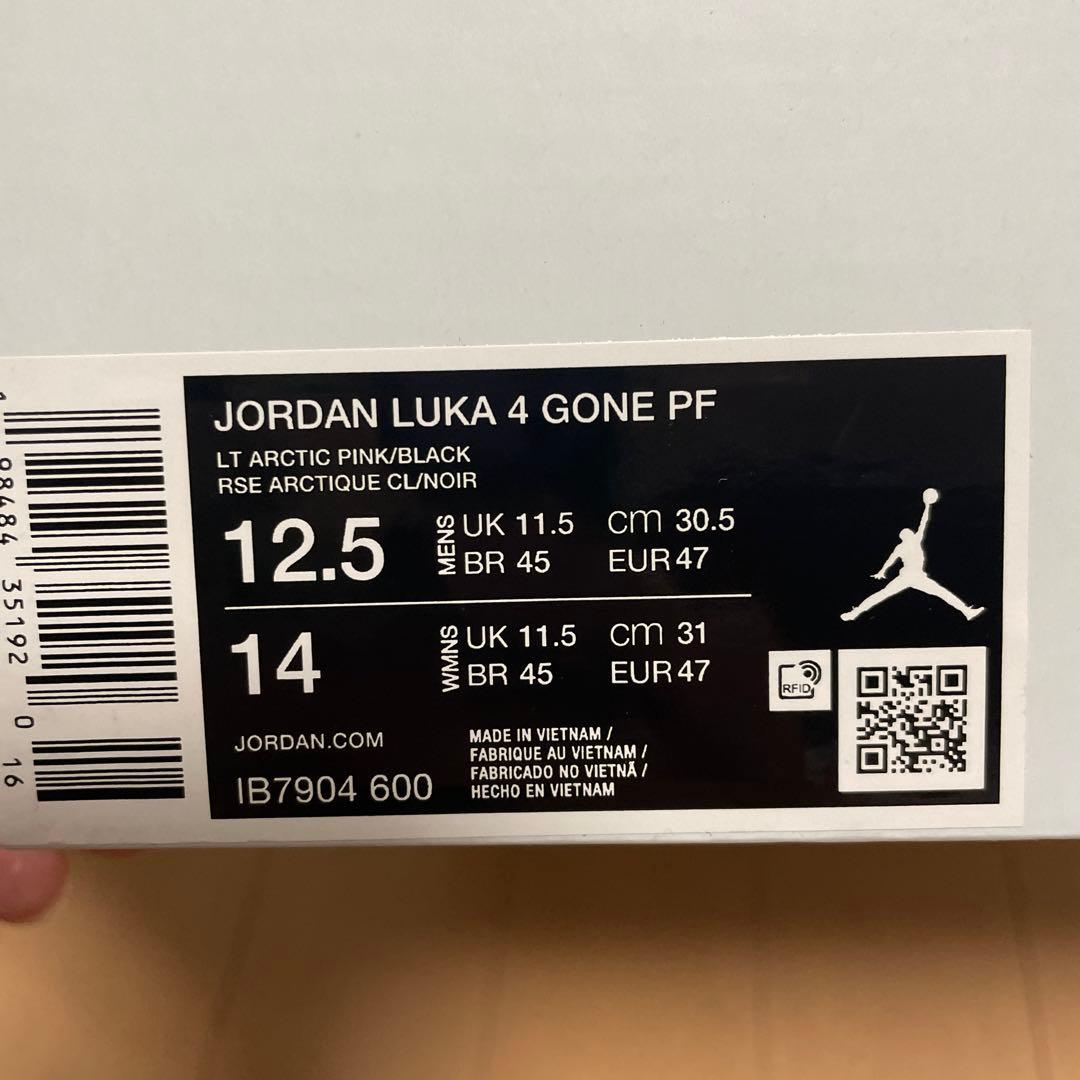 JORDAN LUKA 4 GONE PF
LT ARCTIC PINK/BLACK
RSE ARCTIQUE CL/NOIR
12.5 MENS UK 11.5 cm 30.5
BR 45 EUR 47
14 WMNS UK 11.5 cm 31
BR 45 EUR 47
RFID
JORDAN.COM
IB7904 600
MADE IN VIETNAM /
FABRIQUE AU VIETNAM /
FABRICADO NO VIETNÃ /
HECHO EN VIETNAM
1 98484 35192 0 16